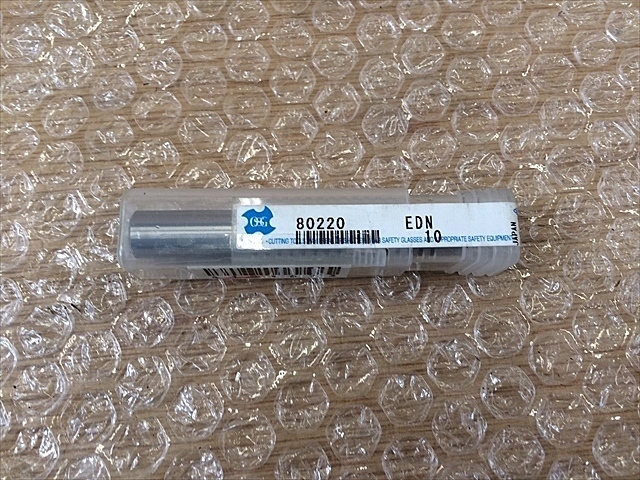 OSG 80220 EDN
10
SAFETY GLASSES AND APPROPRIATE SAFETY EQUIPMENT
JAPAN